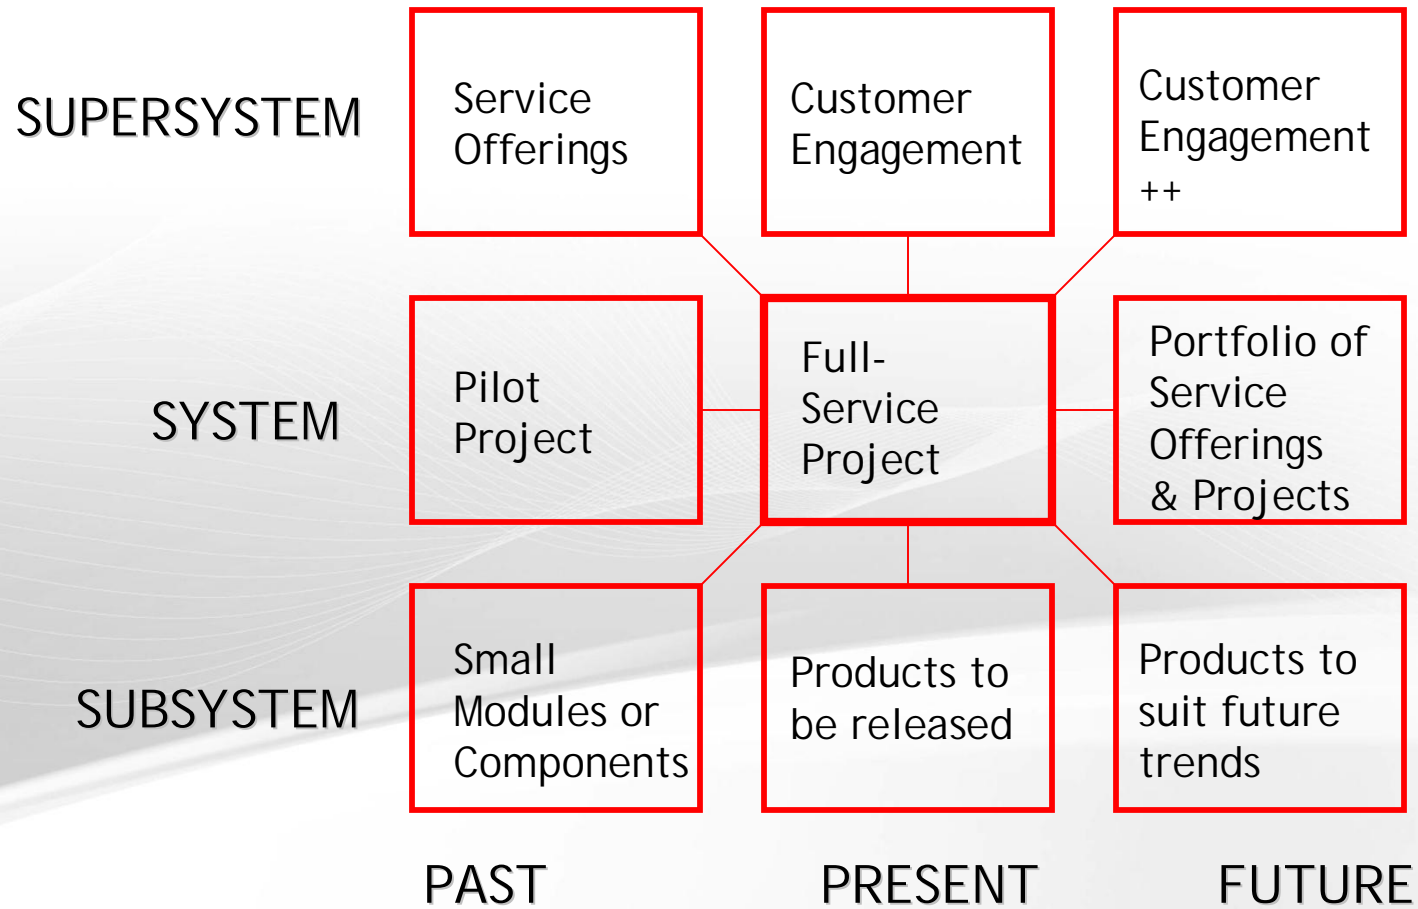 SUPERSYSTEM
Service
Offerings
Customer
Engagement
Customer
Engagement
++
SYSTEM
Pilot
Project
Full-
Service
Project
Portfolio of
Service
Offerings
& Projects
SUBSYSTEM
Small
Modules or
Components
Products to
be released
Products to
suit future
trends
PAST
PRESENT
FUTURE